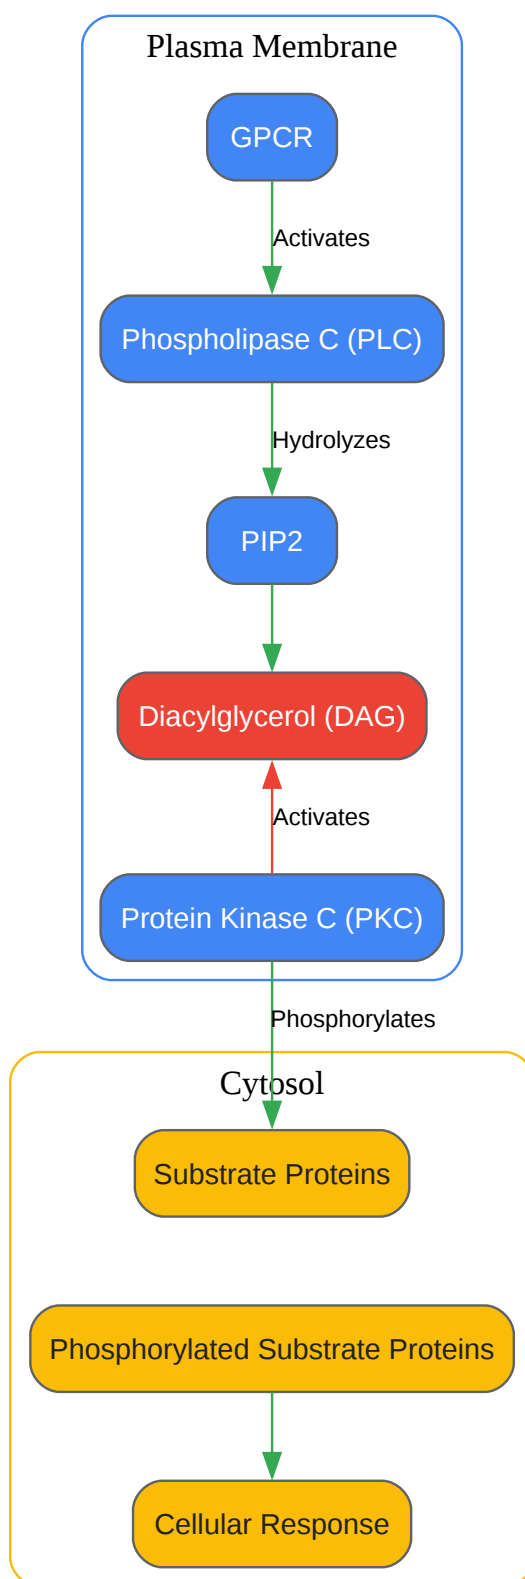 Plasma Membrane
GPCR
Activates
Phospholipase C (PLC)
Hydrolyzes
PIP2
Diacylglycerol (DAG)
Activates
Protein Kinase C (PKC)
Phosphorylates
Cytosol
Substrate Proteins
Phosphorylated Substrate Proteins
Cellular Response